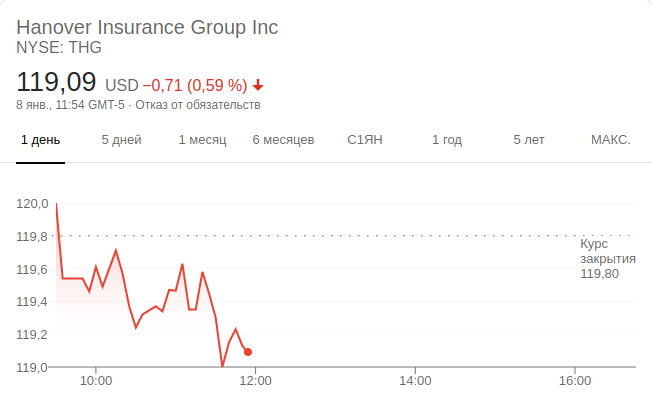 Hanover Insurance Group Inc
NYSE: THG
119,09 USD −0,71 (0,59 %)
8 янв., 11:54 GMT-5 · Отказ от обязательств
1 день 5 дней 1 месяц 6 месяцев С1ЯН 1 год 5 лет МАКС.
120,0
119,8
Курс
закрытия
119,80
119,6
119,4
119,2
119,0
10:00 12:00 14:00 16:00